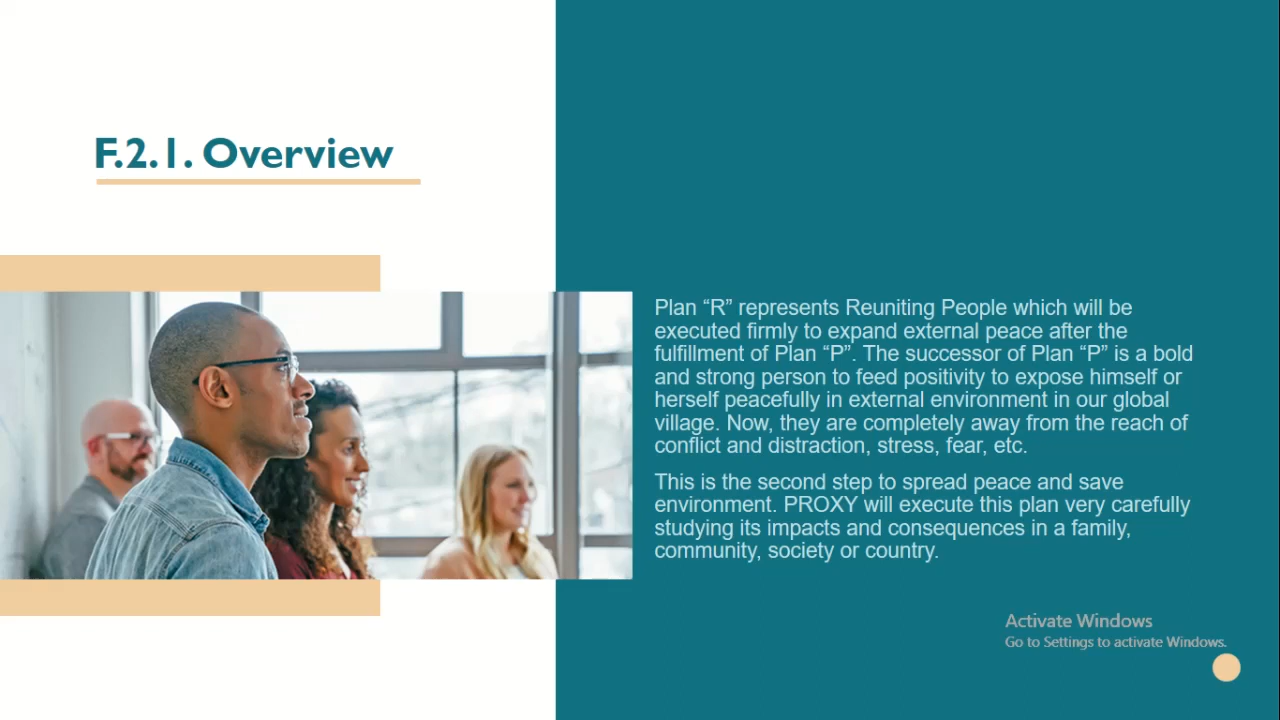 F.2.1. Overview
Plan “R” represents Reuniting People which will be
executed firmly to expand external peace after the
fulfillment of Plan “P”. The successor of Plan “P” is a bold
and strong person to feed positivity to expose himself or
herself peacefully in external environment in our global
village. Now, they are completely away from the reach of
conflict and distraction, stress, fear, etc.
This is the second step to spread peace and save
environment. PROXY will execute this plan very carefully
studying its impacts and consequences in a family,
community, society or country.
Activate Windows
Go to Settings to activate Windows.